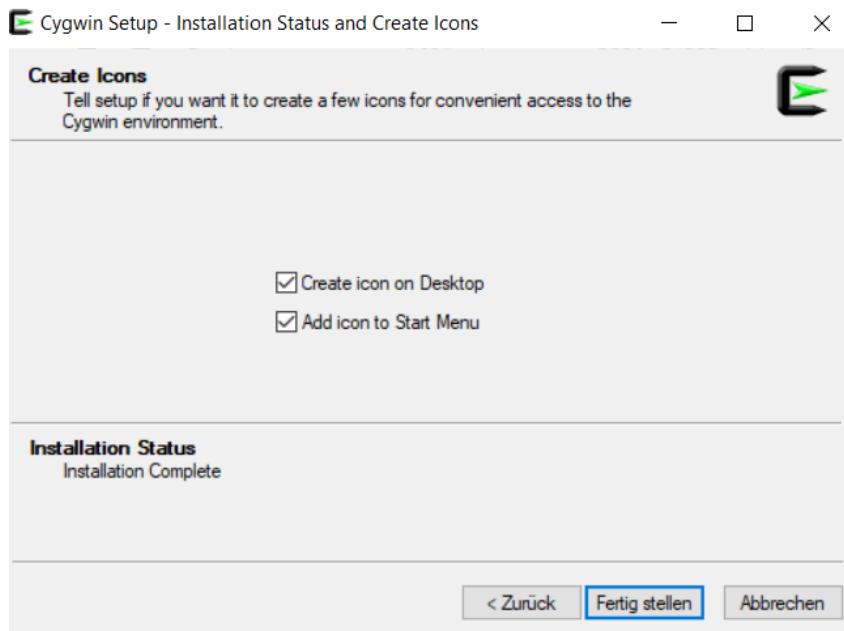 Cygwin Setup - Installation Status and Create Icons
Create Icons
Tell setup if you want it to create a few icons for convenient access to the
Cygwin environment.
Create icon on Desktop
Add icon to Start Menu
Installation Status
Installation Complete
< Zurück
Fertig stellen
Abbrechen